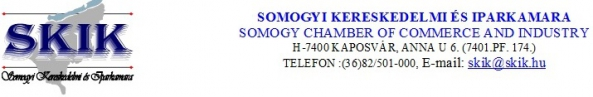 SKIK
Somogyi Kereskedelmi és Iparkamara
SOMOGYI KERESKEDELMI ÉS IPARKAMARA
SOMOGY CHAMBER OF COMMERCE AND INDUSTRY
H-7400 KAPOSVÁR, ANNA U 6. (7401.PF. 174.)
TELEFON :(36)82/501-000, E-mail: skik@skik.hu